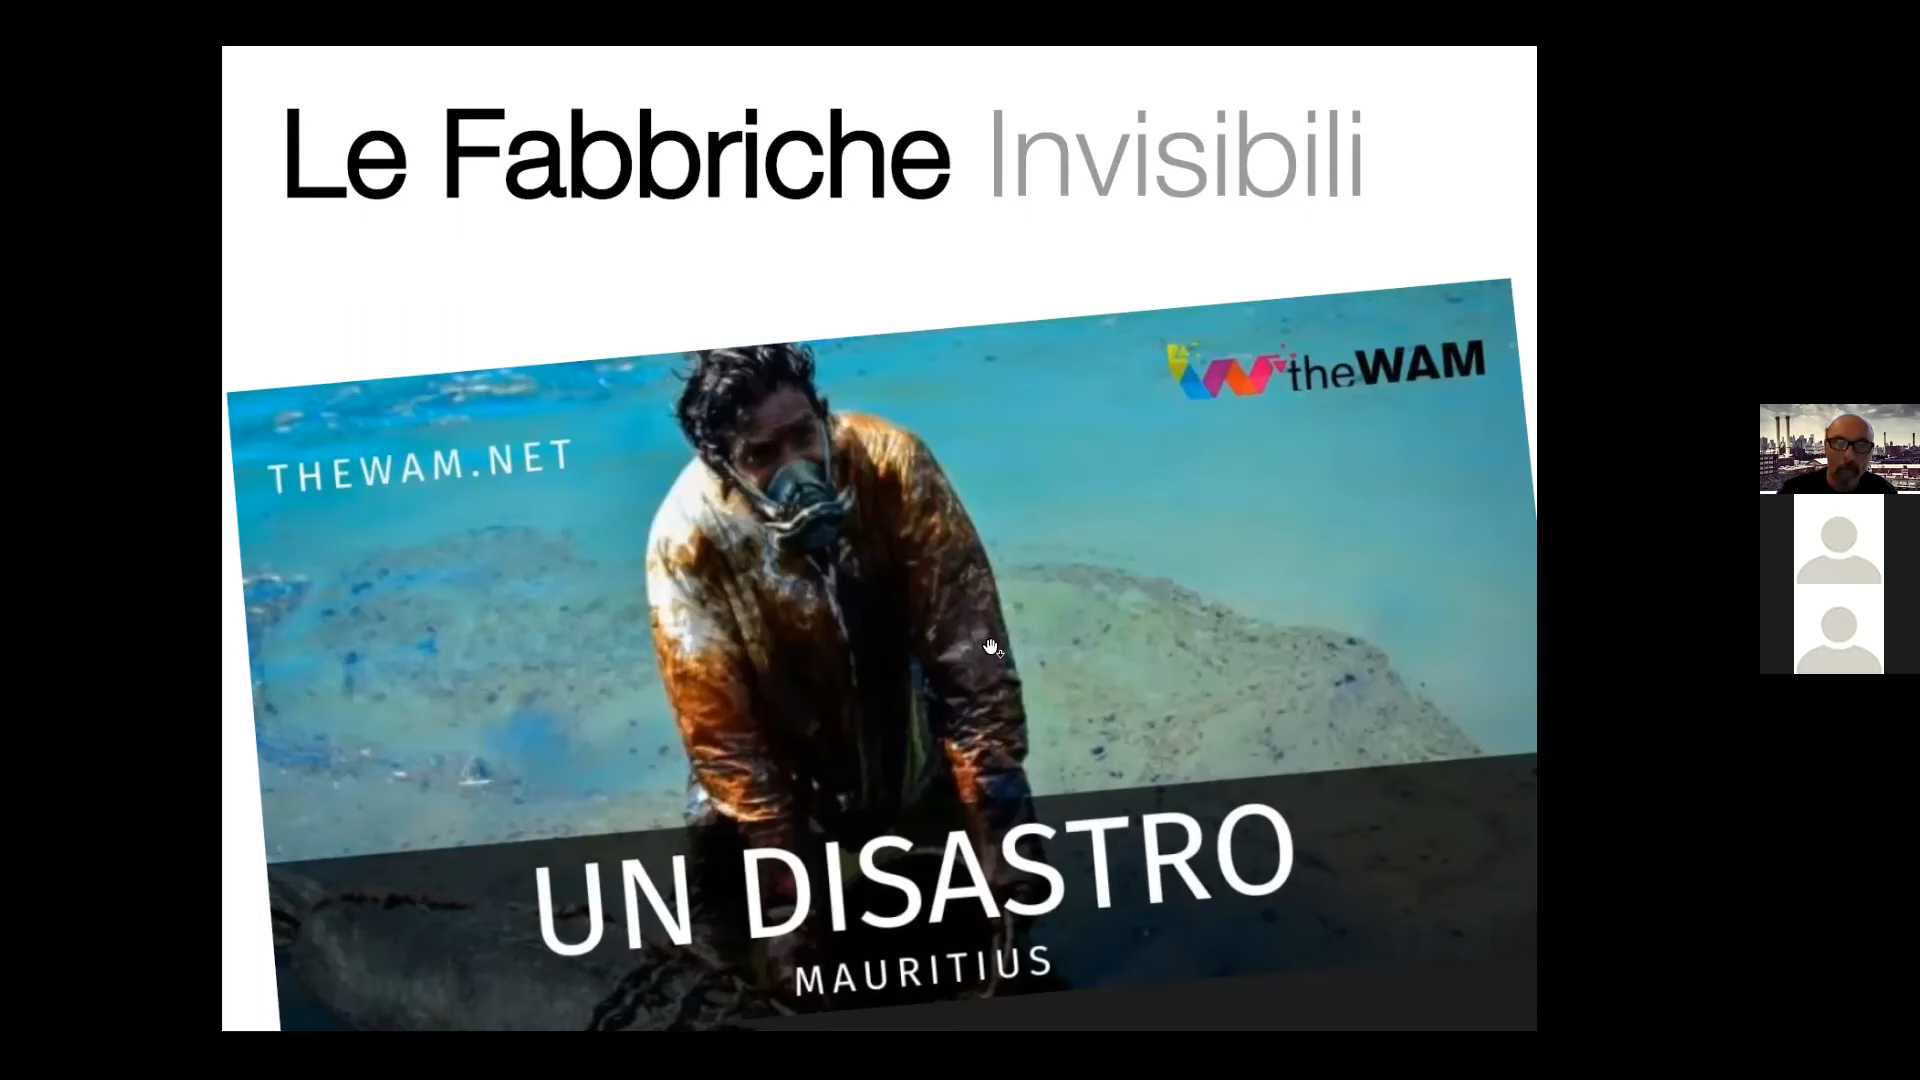 Le Fabbriche Invisibili
theWAM
THEWAM.NET
UN DISASTRO
MAURITIUS